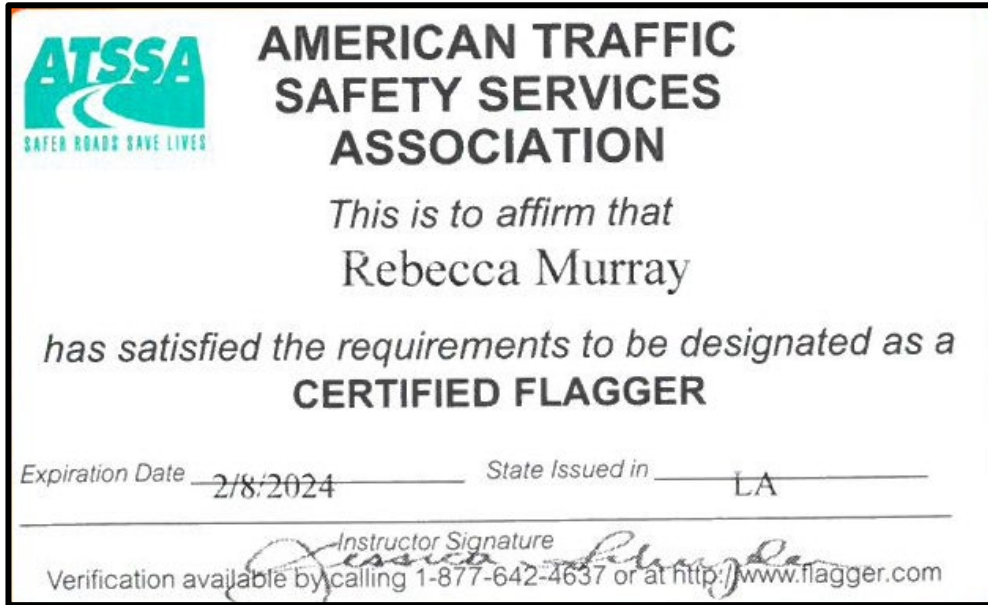 ATSSA
SAFER ROADS SAVE LIVES
AMERICAN TRAFFIC
SAFETY SERVICES
ASSOCIATION
This is to affirm that
Rebecca Murray
has satisfied the requirements to be designated as a
CERTIFIED FLAGGER
Expiration Date 2/8/2024 State Issued in LA
Jessica
Instructor Signature
Verification available by calling 1-877-642-4637 or at http://www.flagger.com